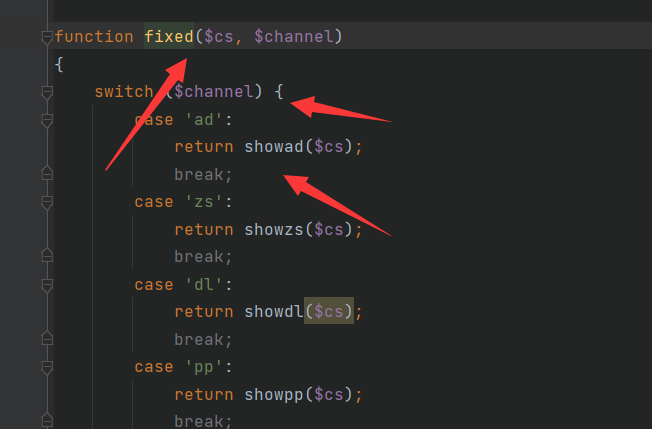 function fixed($cs, $channel)
{
switch ($channel) {
case 'ad':
return showad($cs);
break;
case 'zs':
return showzs($cs);
break;
case 'dl':
return showdl($cs);
break;
case 'pp':
return showpp($cs);
break;